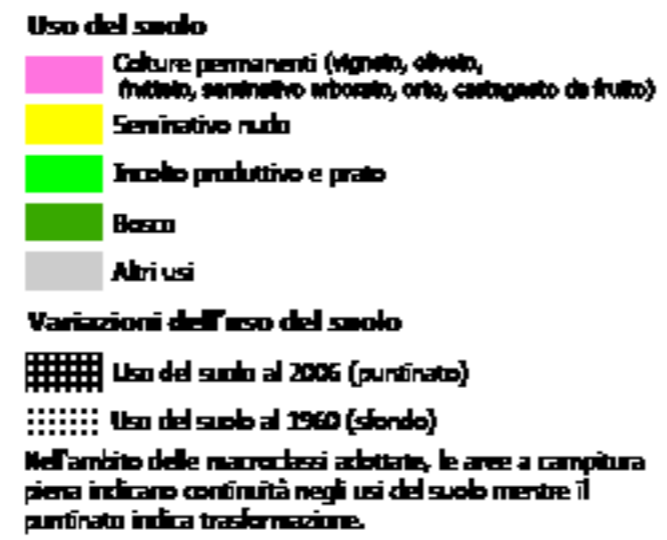 Uso del suolo
Colture permanenti (vigneto, oliveto,
frutteto, seminativo arborato, orto, castagneto da frutto)
Seminativo nudo
Incolto produttivo e prato
Bosco
Altri usi
Variazioni dell'uso del suolo
Uso del suolo al 2006 (puntinato)
Uso del suolo al 1960 (sfondo)
Nell'ambito delle macroclassi adottate, le aree a campitura
piena indicano continuità negli usi del suolo mentre il
puntinato indica trasformazione.